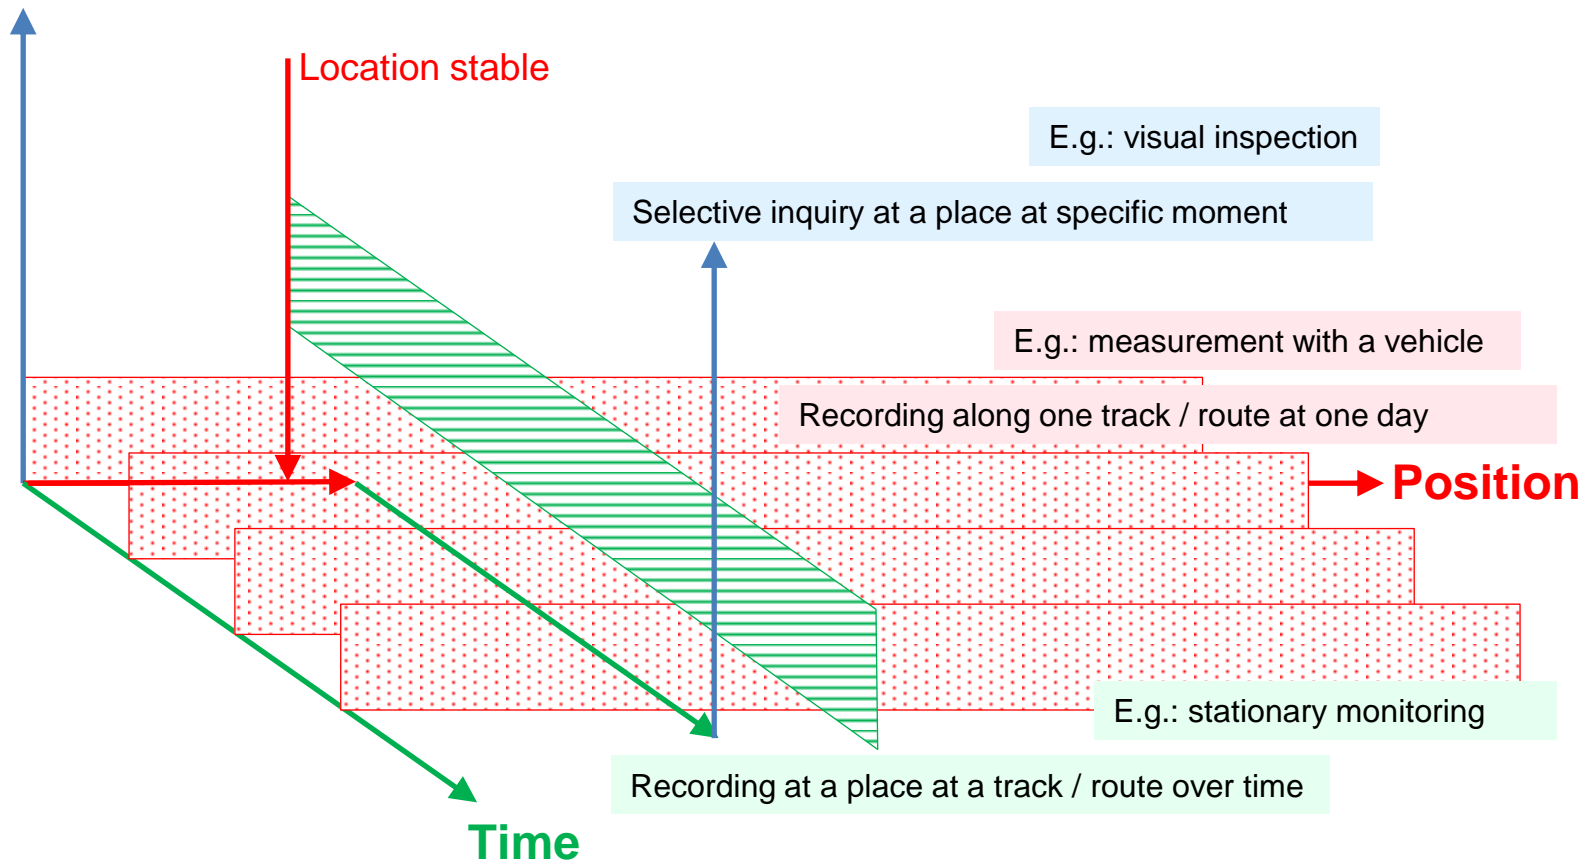 Location stable
E.g.: visual inspection
Selective inquiry at a place at specific moment
E.g.: measurement with a vehicle
Recording along one track / route at one day
Position
E.g.: stationary monitoring
Recording at a place at a track / route over time
Time